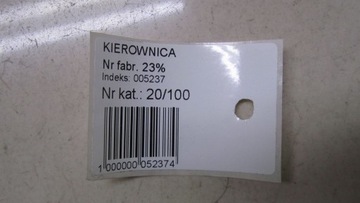 KIEROWNICA
Nr fabr. 23%
Indeks: 005237
Nr kat.: 20/100
1 000000 052374